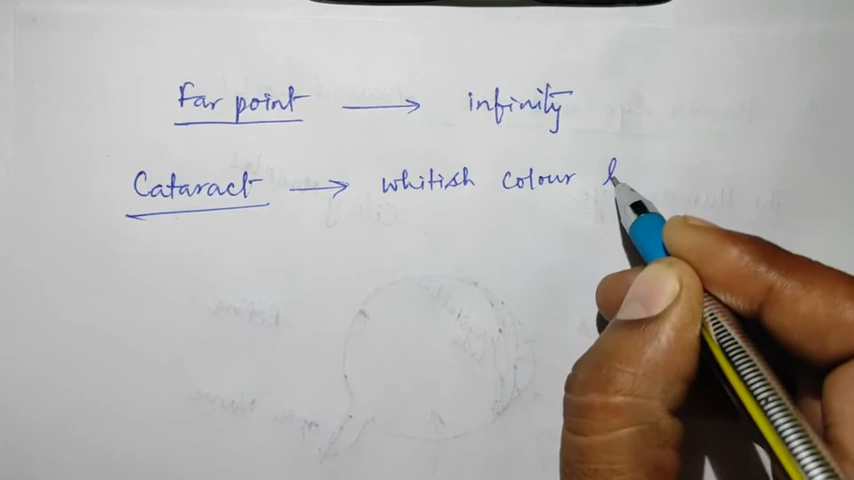 Far point → infinity
Cataract → whitish colour